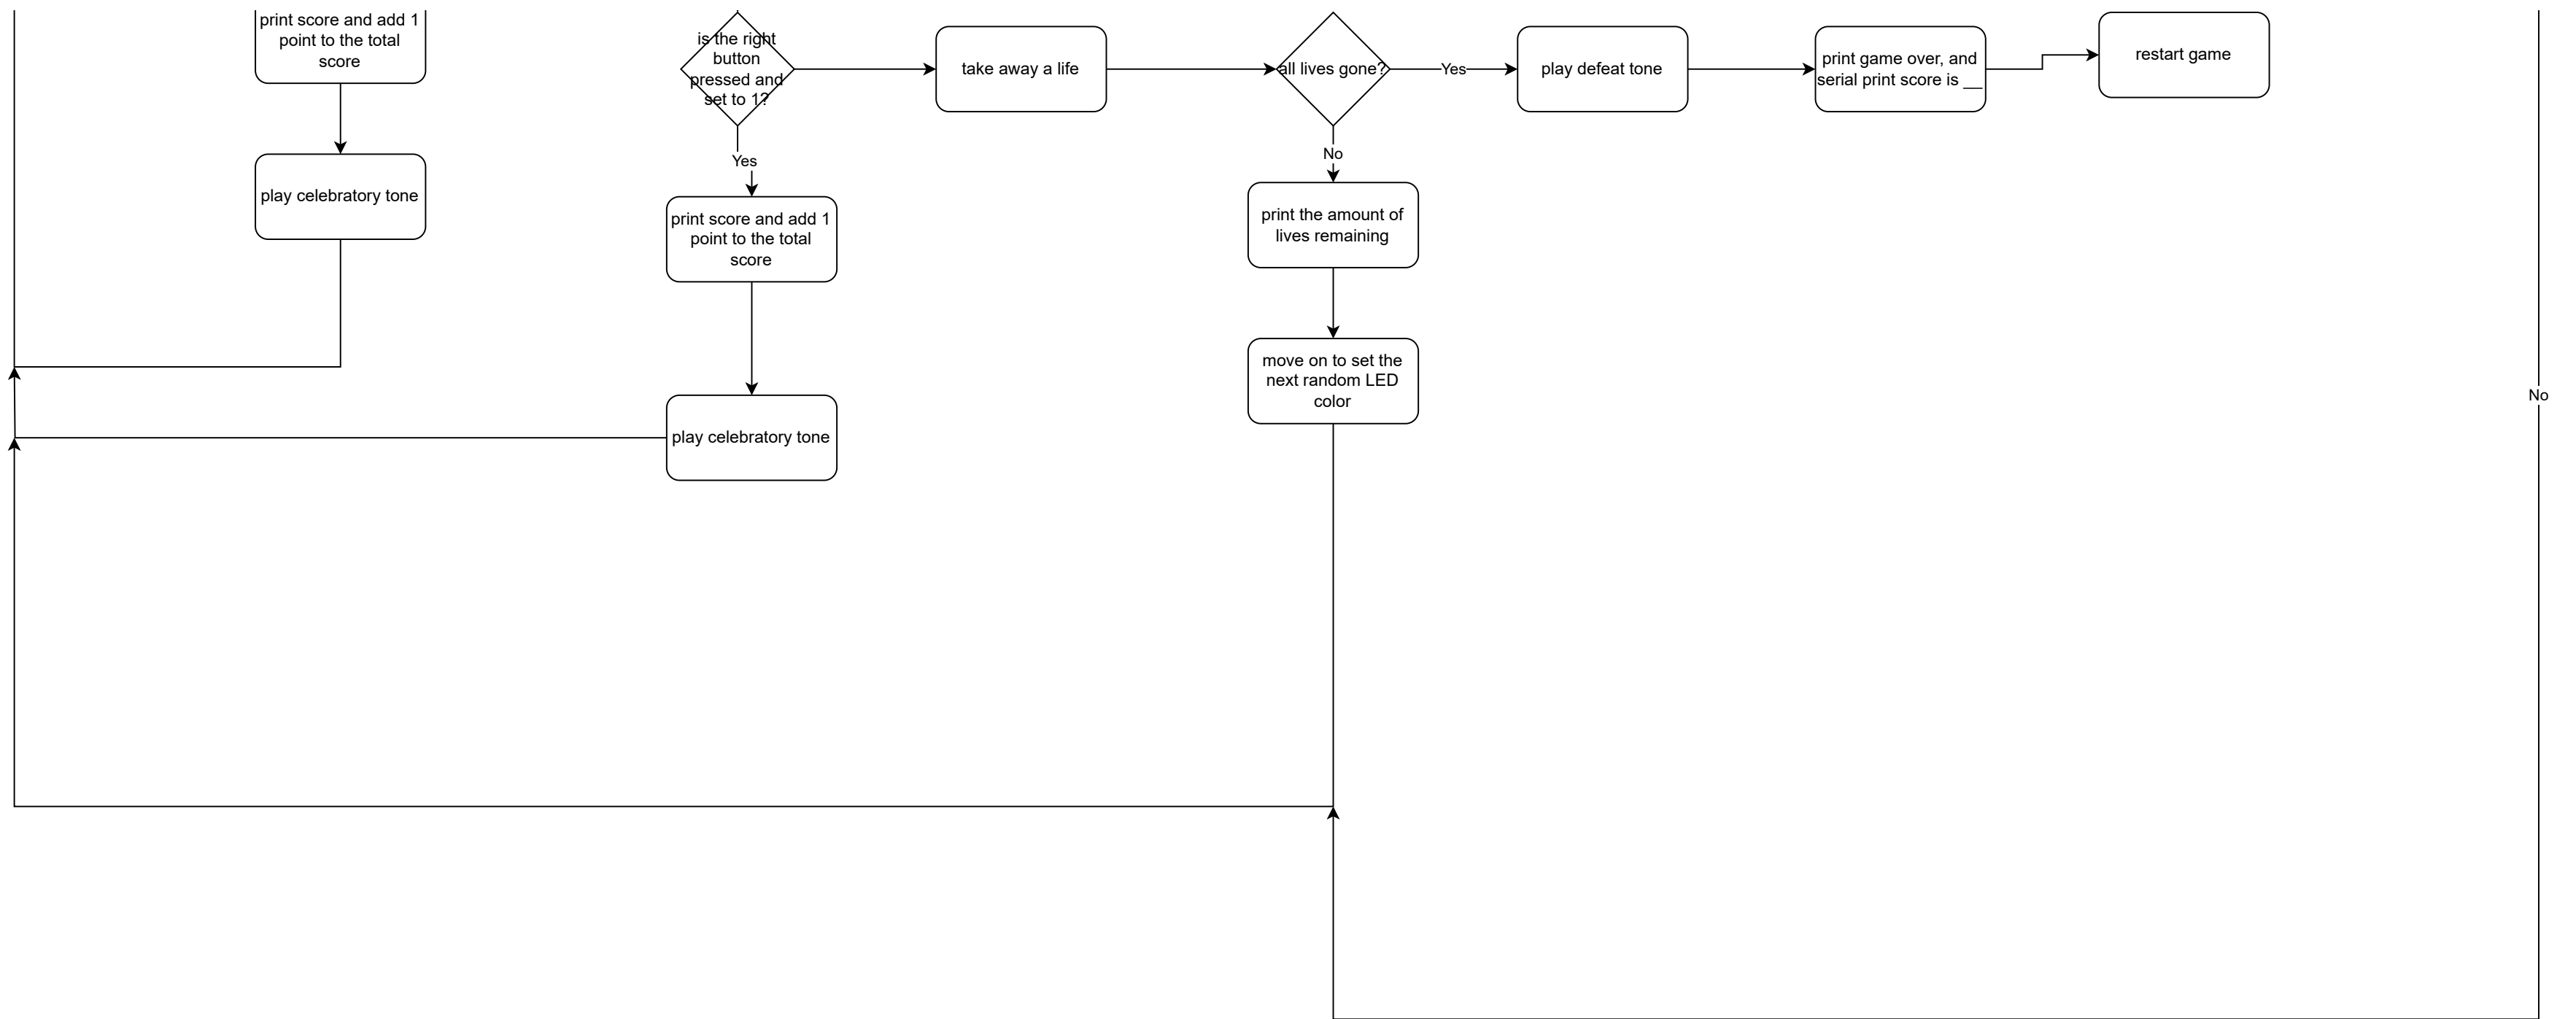 print score and add 1
point to the total
score
is the right
button
pressed and
set to 1?
take away a life
all lives gone?
Yes
play defeat tone
print game over, and
serial print score is __
restart game
Yes
No
play celebratory tone
print score and add 1
point to the total
score
print the amount of
lives remaining
move on to set the
next random LED
color
No
play celebratory tone